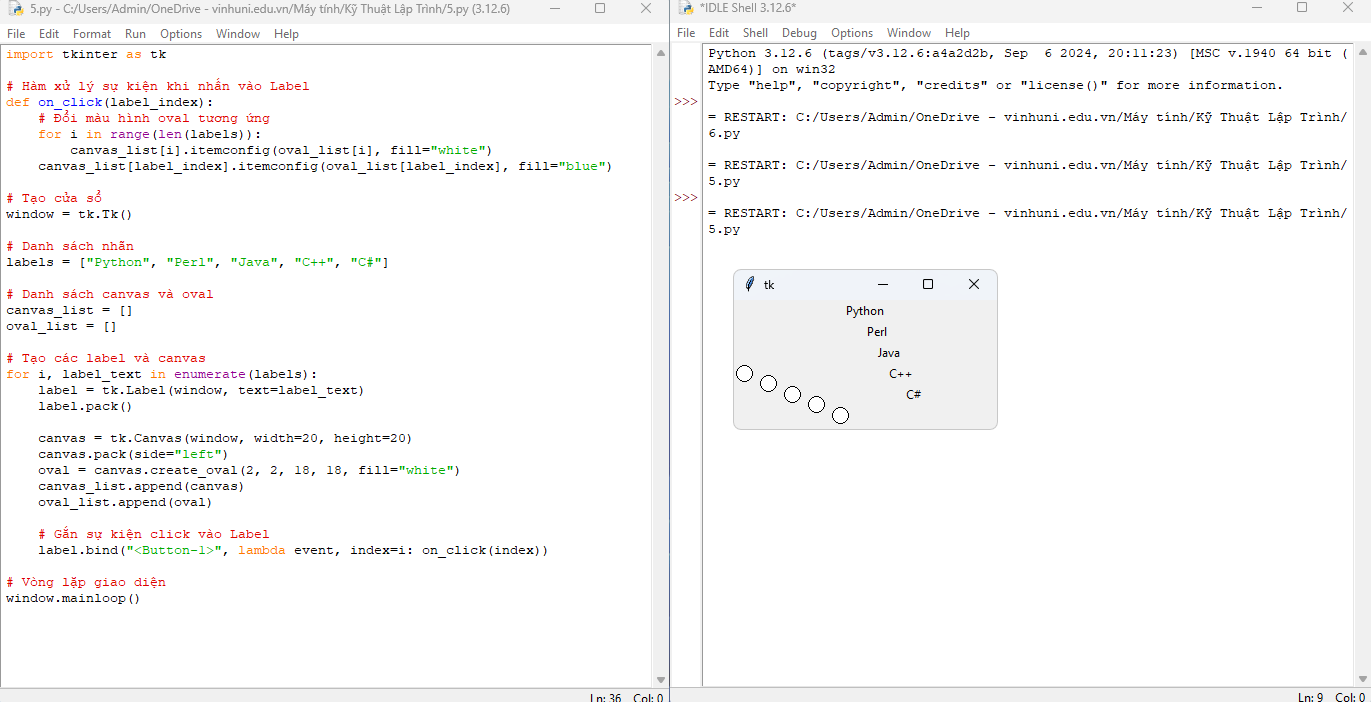 5.py - C:/Users/Admin/OneDrive - vinhuni.edu.vn/Máy tính/Kỹ Thuật Lập Trình/5.py (3.12.6)
File Edit Format Run Options Window Help
import tkinter as tk
# Hàm xử lý sự kiện khi nhấn vào Label
def on_click(label_index):
    # Đổi màu hình oval tương ứng
    for i in range(len(labels)):
        canvas_list[i].itemconfig(oval_list[i], fill="white")
    canvas_list[label_index].itemconfig(oval_list[label_index], fill="blue")
# Tạo cửa sổ
window = tk.Tk()
# Danh sách nhãn
labels = ["Python", "Perl", "Java", "C++", "C#"]
# Danh sách canvas và oval
canvas_list = []
oval_list = []
# Tạo các label và canvas
for i, label_text in enumerate(labels):
    label = tk.Label(window, text=label_text)
    label.pack()
    canvas = tk.Canvas(window, width=20, height=20)
    canvas.pack(side="left")
    oval = canvas.create_oval(2, 2, 18, 18, fill="white")
    canvas_list.append(canvas)
    oval_list.append(oval)
    # Gắn sự kiện click vào Label
    label.bind("<Button-1>", lambda event, index=i: on_click(index))
# Vòng lặp giao diện
window.mainloop()
Ln: 36 Col: 0
*IDLE Shell 3.12.6*
File Edit Shell Debug Options Window Help
Python 3.12.6 (tags/v3.12.6:a4a2d2b, Sep  6 2024, 20:11:23) [MSC v.1940 64 bit (
AMD64)] on win32
Type "help", "copyright", "credits" or "license()" for more information.
>>>
= RESTART: C:/Users/Admin/OneDrive - vinhuni.edu.vn/Máy tính/Kỹ Thuật Lập Trình/
6.py
= RESTART: C:/Users/Admin/OneDrive - vinhuni.edu.vn/Máy tính/Kỹ Thuật Lập Trình/
5.py
>>>
= RESTART: C:/Users/Admin/OneDrive - vinhuni.edu.vn/Máy tính/Kỹ Thuật Lập Trình/
5.py
tk
Python
Perl
Java
C++
C#
Ln: 9 Col: 0